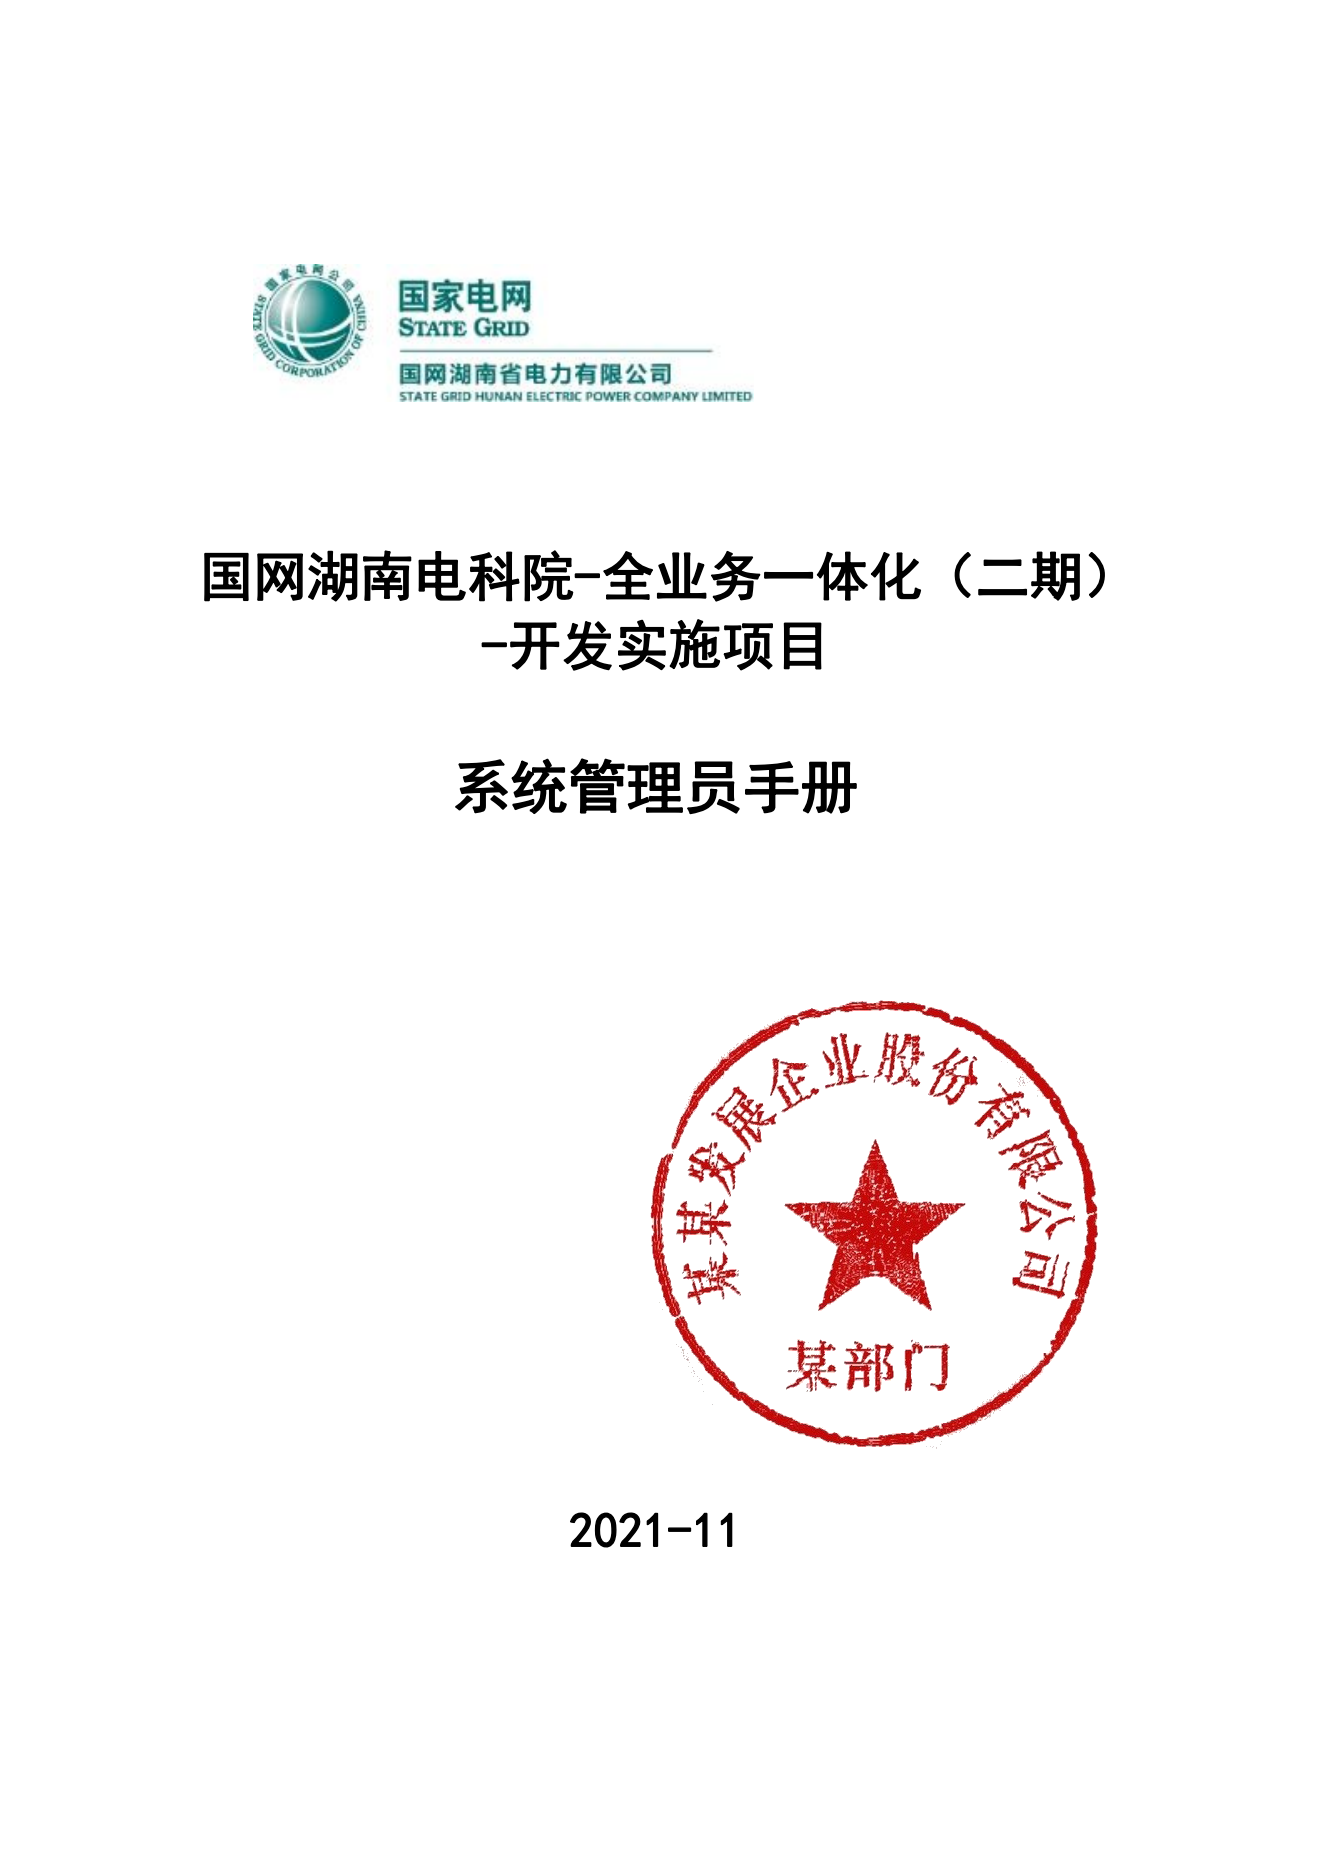 国家电网公司
STATE GRID CORPORATION OF CHINA
国家电网
STATE GRID
国网湖南省电力有限公司
STATE GRID HUNAN ELECTRIC POWER COMPANY LIMITED
国网湖南电科院-全业务一体化（二期）
-开发实施项目
系统管理员手册
某某发展企业股份有限公司
某部门
2021-11